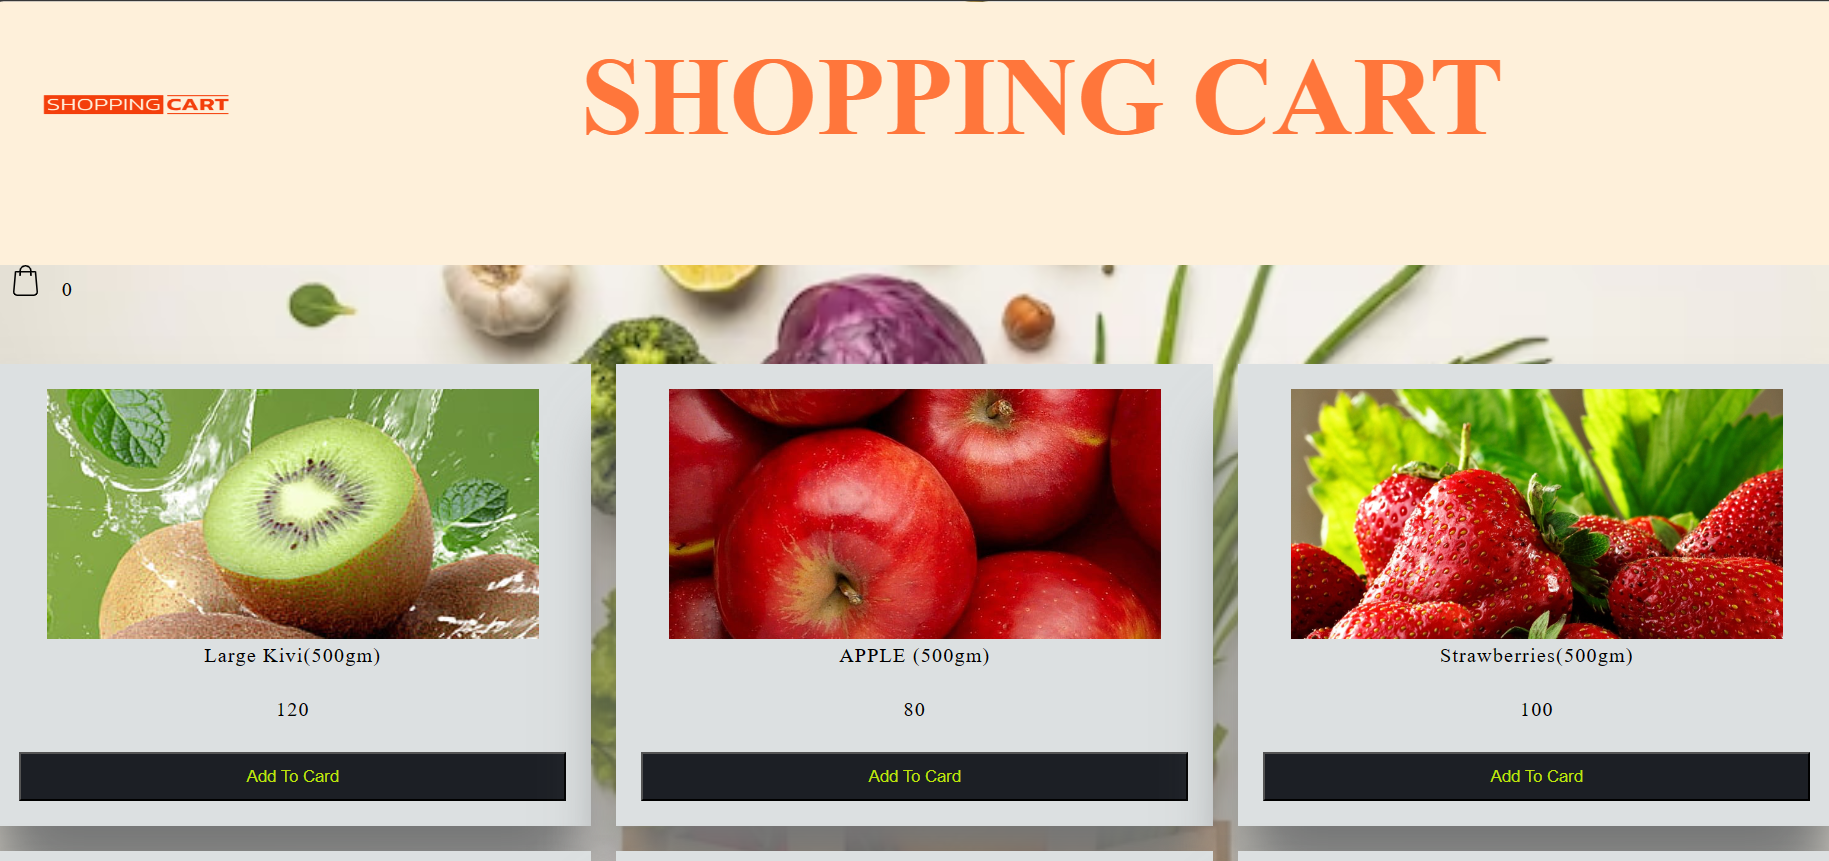 SHOPPING CART
SHOPPING CART
0
Large Kivi(500gm)
120
Add To Card
APPLE (500gm)
80
Add To Card
Strawberries(500gm)
100
Add To Card